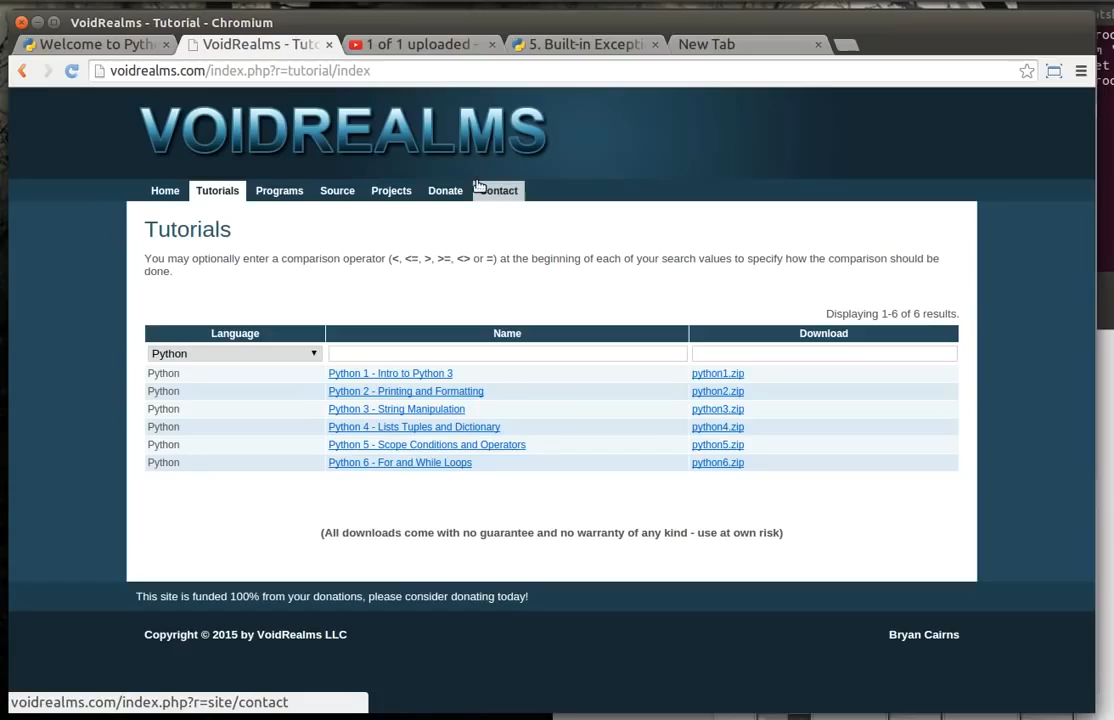 VoidRealms - Tutorial - Chromium
Welcome to Pytho
VoidRealms - Tuto
1 of 1 uploaded -
5. Built-in Excepti
New Tab
voidrealms.com/index.php?r=tutorial/index
VOIDREALMS
Home Tutorials Programs Source Projects Donate Contact
Tutorials
You may optionally enter a comparison operator (<, <=, >, >=, <> or =) at the beginning of each of your search values to specify how the comparison should be
done.
Displaying 1-6 of 6 results.
Language Name Download
Python
Python Python 1 - Intro to Python 3 python1.zip
Python Python 2 - Printing and Formatting python2.zip
Python Python 3 - String Manipulation python3.zip
Python Python 4 - Lists Tuples and Dictionary python4.zip
Python Python 5 - Scope Conditions and Operators python5.zip
Python Python 6 - For and While Loops python6.zip
(All downloads come with no guarantee and no warranty of any kind - use at own risk)
This site is funded 100% from your donations, please consider donating today!
Copyright © 2015 by VoidRealms LLC
Bryan Cairns
voidrealms.com/index.php?r=site/contact